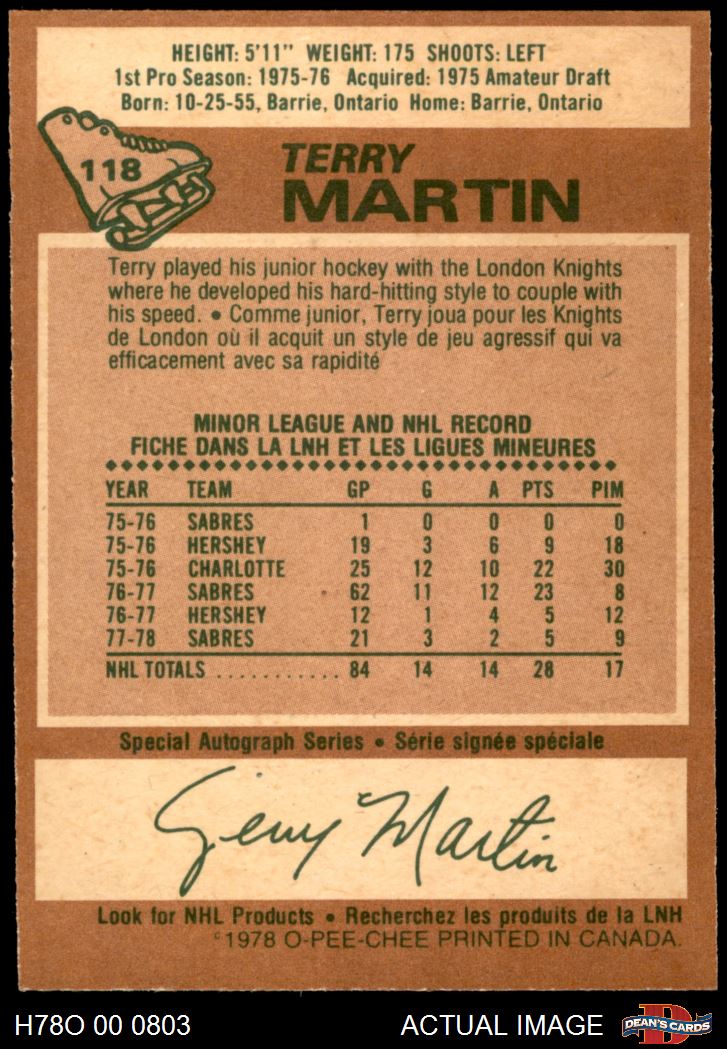 HEIGHT: 5'11" WEIGHT: 175 SHOOTS: LEFT
1st Pro Season: 1975-76 Acquired: 1975 Amateur Draft
Born: 10-25-55, Barrie, Ontario Home: Barrie, Ontario
118
TERRY
MARTIN
Terry played his junior hockey with the London Knights
where he developed his hard-hitting style to couple with
his speed. • Comme junior, Terry joua pour les Knights
de London où il acquit un style de jeu agressif qui va
efficacement avec sa rapidité
MINOR LEAGUE AND NHL RECORD
FICHE DANS LA LNH ET LES LIGUES MINEURES
YEAR TEAM GP G A PTS PIM
75-76 SABRES 1 0 0 0 0
75-76 HERSHEY 19 3 6 9 18
75-76 CHARLOTTE 25 12 10 22 30
76-77 SABRES 62 11 12 23 8
76-77 HERSHEY 12 1 4 5 12
77-78 SABRES 21 3 2 5 9
NHL TOTALS ........... 84 14 14 28 17
Special Autograph Series • Série signée spéciale
Terry Martin
Look for NHL Products • Recherchez les produits de la LNH
©1978 O-PEE-CHEE PRINTED IN CANADA.
H78O 00 0803 ACTUAL IMAGE D DEAN'S CARDS